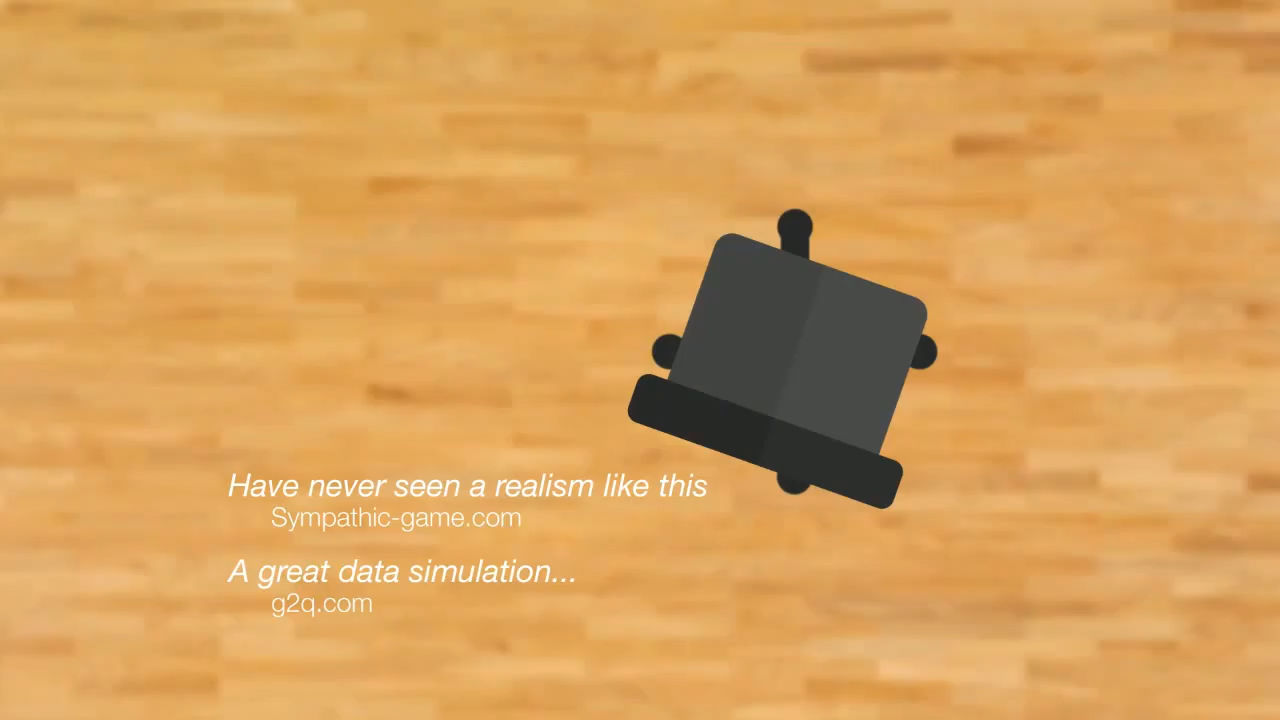 Have never seen a realism like this
Sympathic-game.com
A great data simulation...
g2q.com